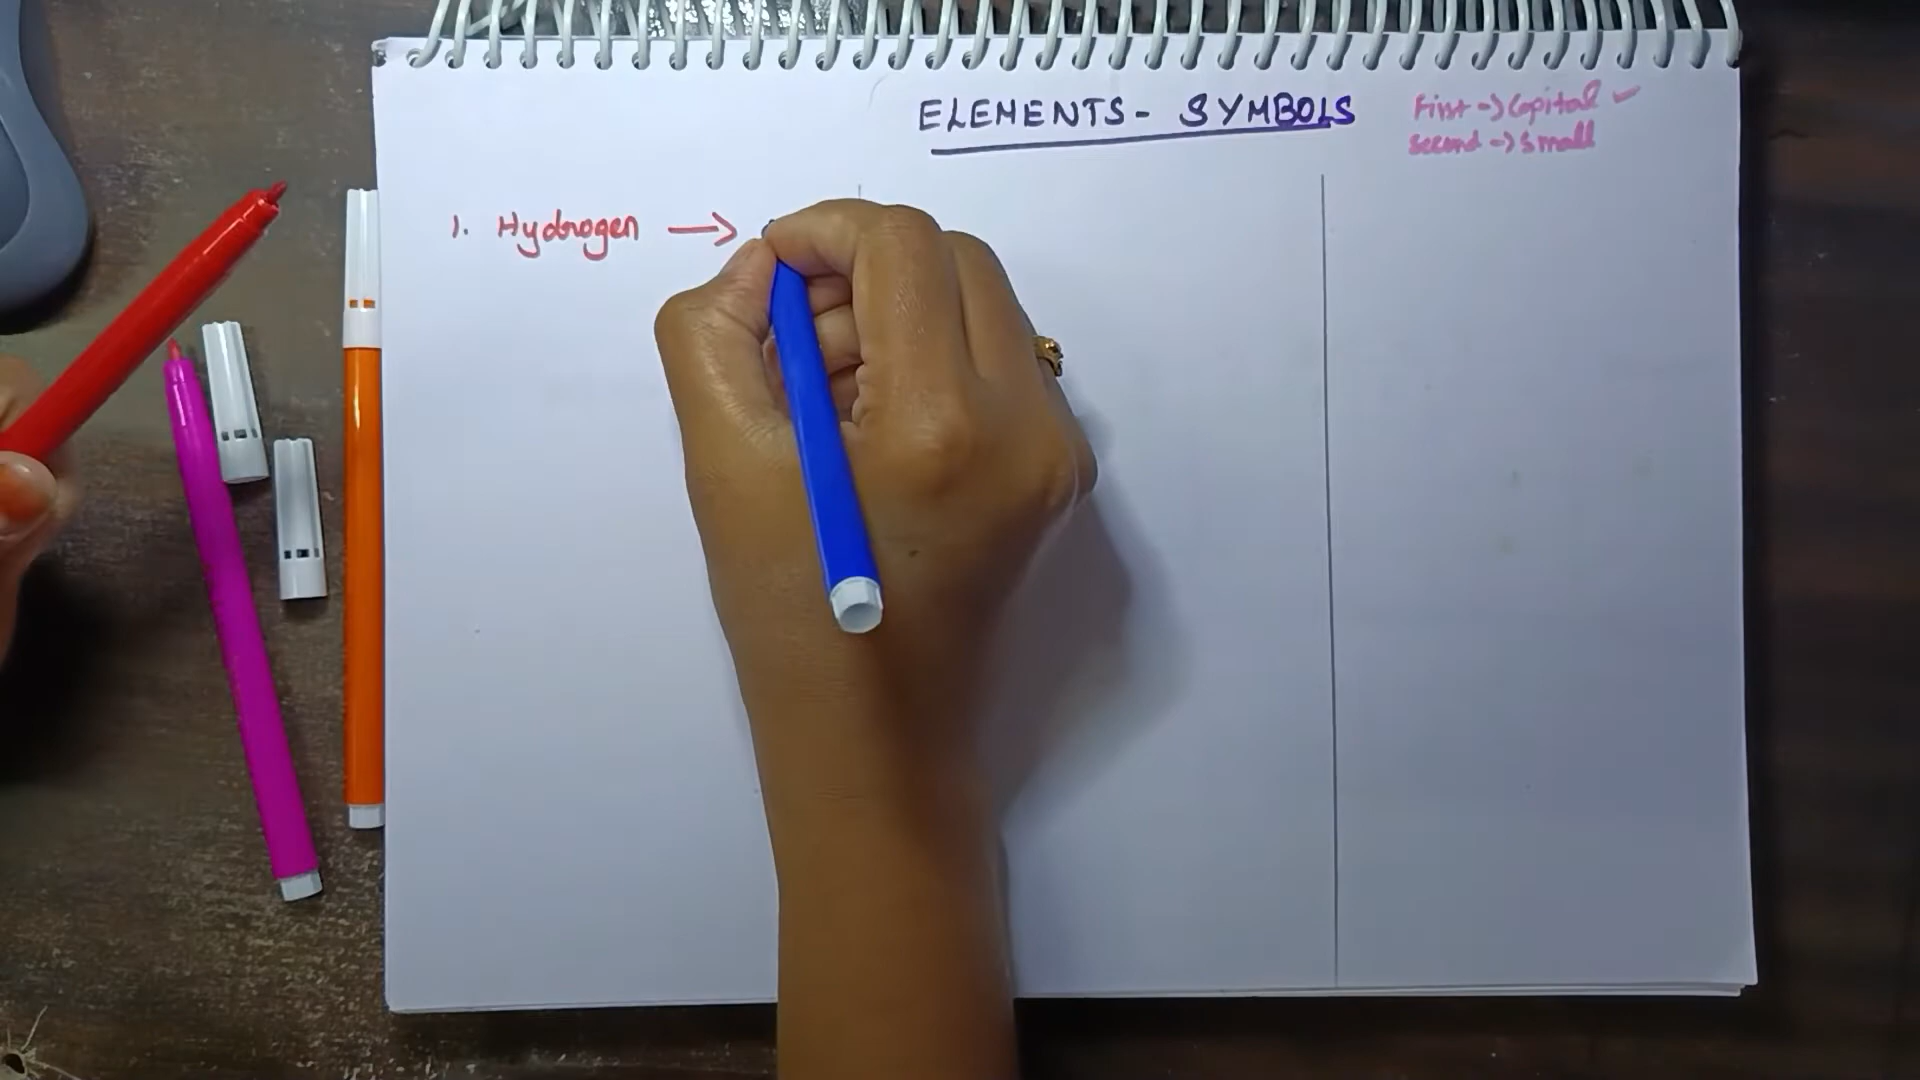 ELEMENTS - SYMBOLS
First -> Capital ✓
Second -> Small
1. Hydrogen →